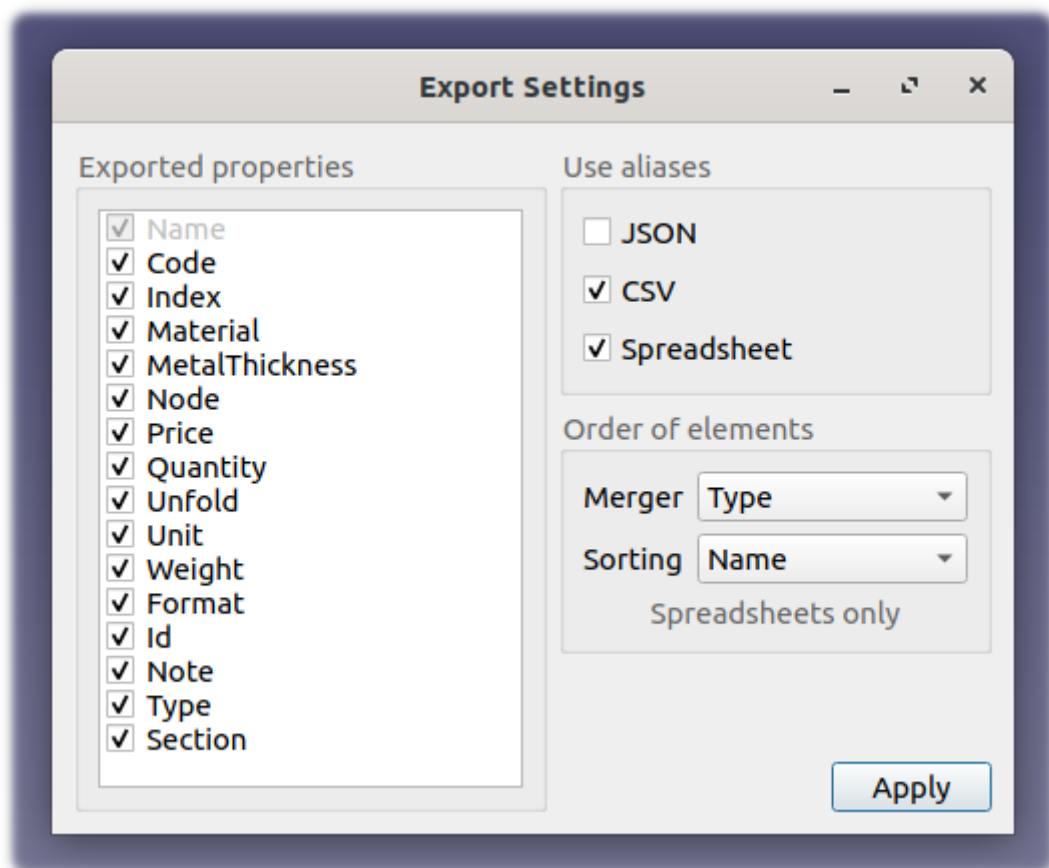 Export Settings
Exported properties
Name
Code
Index
Material
MetalThickness
Node
Price
Quantity
Unfold
Unit
Weight
Format
Id
Note
Type
Section
Use aliases
JSON
CSV
Spreadsheet
Order of elements
Merger Type
Sorting Name
Spreadsheets only
Apply